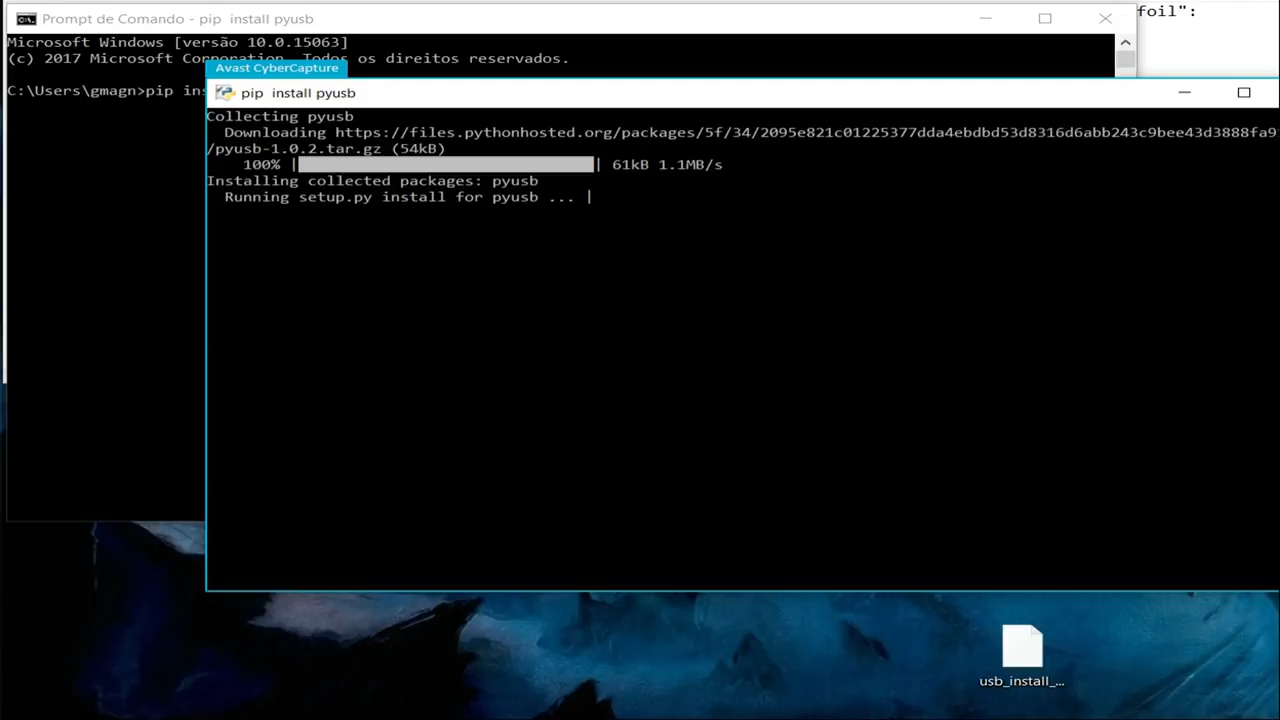 Prompt de Comando - pip install pyusb
foil":
Microsoft Windows [versão 10.0.15063]
(c) 2017 Microsoft Corporation. Todos os direitos reservados.
Avast CyberCapture
C:\Users\gmagn>pip ins
pip install pyusb
Collecting pyusb
Downloading https://files.pythonhosted.org/packages/5f/34/2095e821c01225377dda4ebdbd53d8316d6abb243c9bee43d3888fa9
/pyusb-1.0.2.tar.gz (54kB)
100% | | 61kB 1.1MB/s
Installing collected packages: pyusb
Running setup.py install for pyusb ... |
usb_install_...